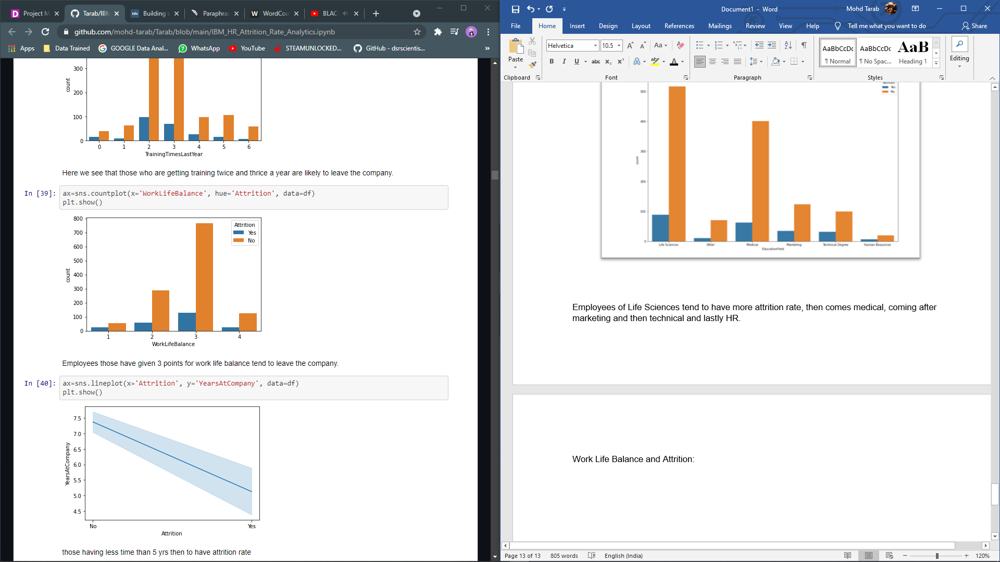 Project M
Tarab/IBM
Building a
Paraphras
WordCou
BLAC
github.com/mohd-tarab/Tarab/blob/main/IBM_HR_Attrition_Rate_Analytics.ipynb
Apps
Data Trained
GOOGLE Data Anal...
WhatsApp
YouTube
STEAMUNLOCKED...
GitHub - dsrscientis...
»
300
200
100
0
count
0 1 2 3 4 5 6
TrainingTimesLastYear
Here we see that those who are getting training twice and thrice a year are likely to leave the company.
In [39]:
ax=sns.countplot(x='WorkLifeBalance', hue='Attrition', data=df)
plt.show()
800
700
600
500
400
300
200
100
0
count
Attrition
Yes
No
1 2 3 4
WorkLifeBalance
Employees those have given 3 points for work life balance tend to leave the company.
In [40]:
ax=sns.lineplot(x='Attrition', y='YearsAtCompany', data=df)
plt.show()
7.5
7.0
6.5
6.0
5.5
5.0
4.5
YearsAtCompany
No Yes
Attrition
those having less time than 5 yrs then to have attrition rate
Document1 - Word
Mohd Tarab
File Home Insert Design Layout References Mailings Review View Help Tell me what you want to do Share
Paste
Clipboard
Helvetica 10.5
Font
Paragraph
AaBbCcDc AaBbCcDc AaB
¶ Normal ¶ No Spac... Heading 1
Styles
Editing
Attrition
Yes
No
500
400
300
200
100
0
count
Life Sciences Other Medical Marketing Technical Degree Human Resources
EducationField
Employees of Life Sciences tend to have more attrition rate, then comes medical, coming after
marketing and then technical and lastly HR.
Work Life Balance and Attrition:
Page 13 of 13 805 words English (India) 120%